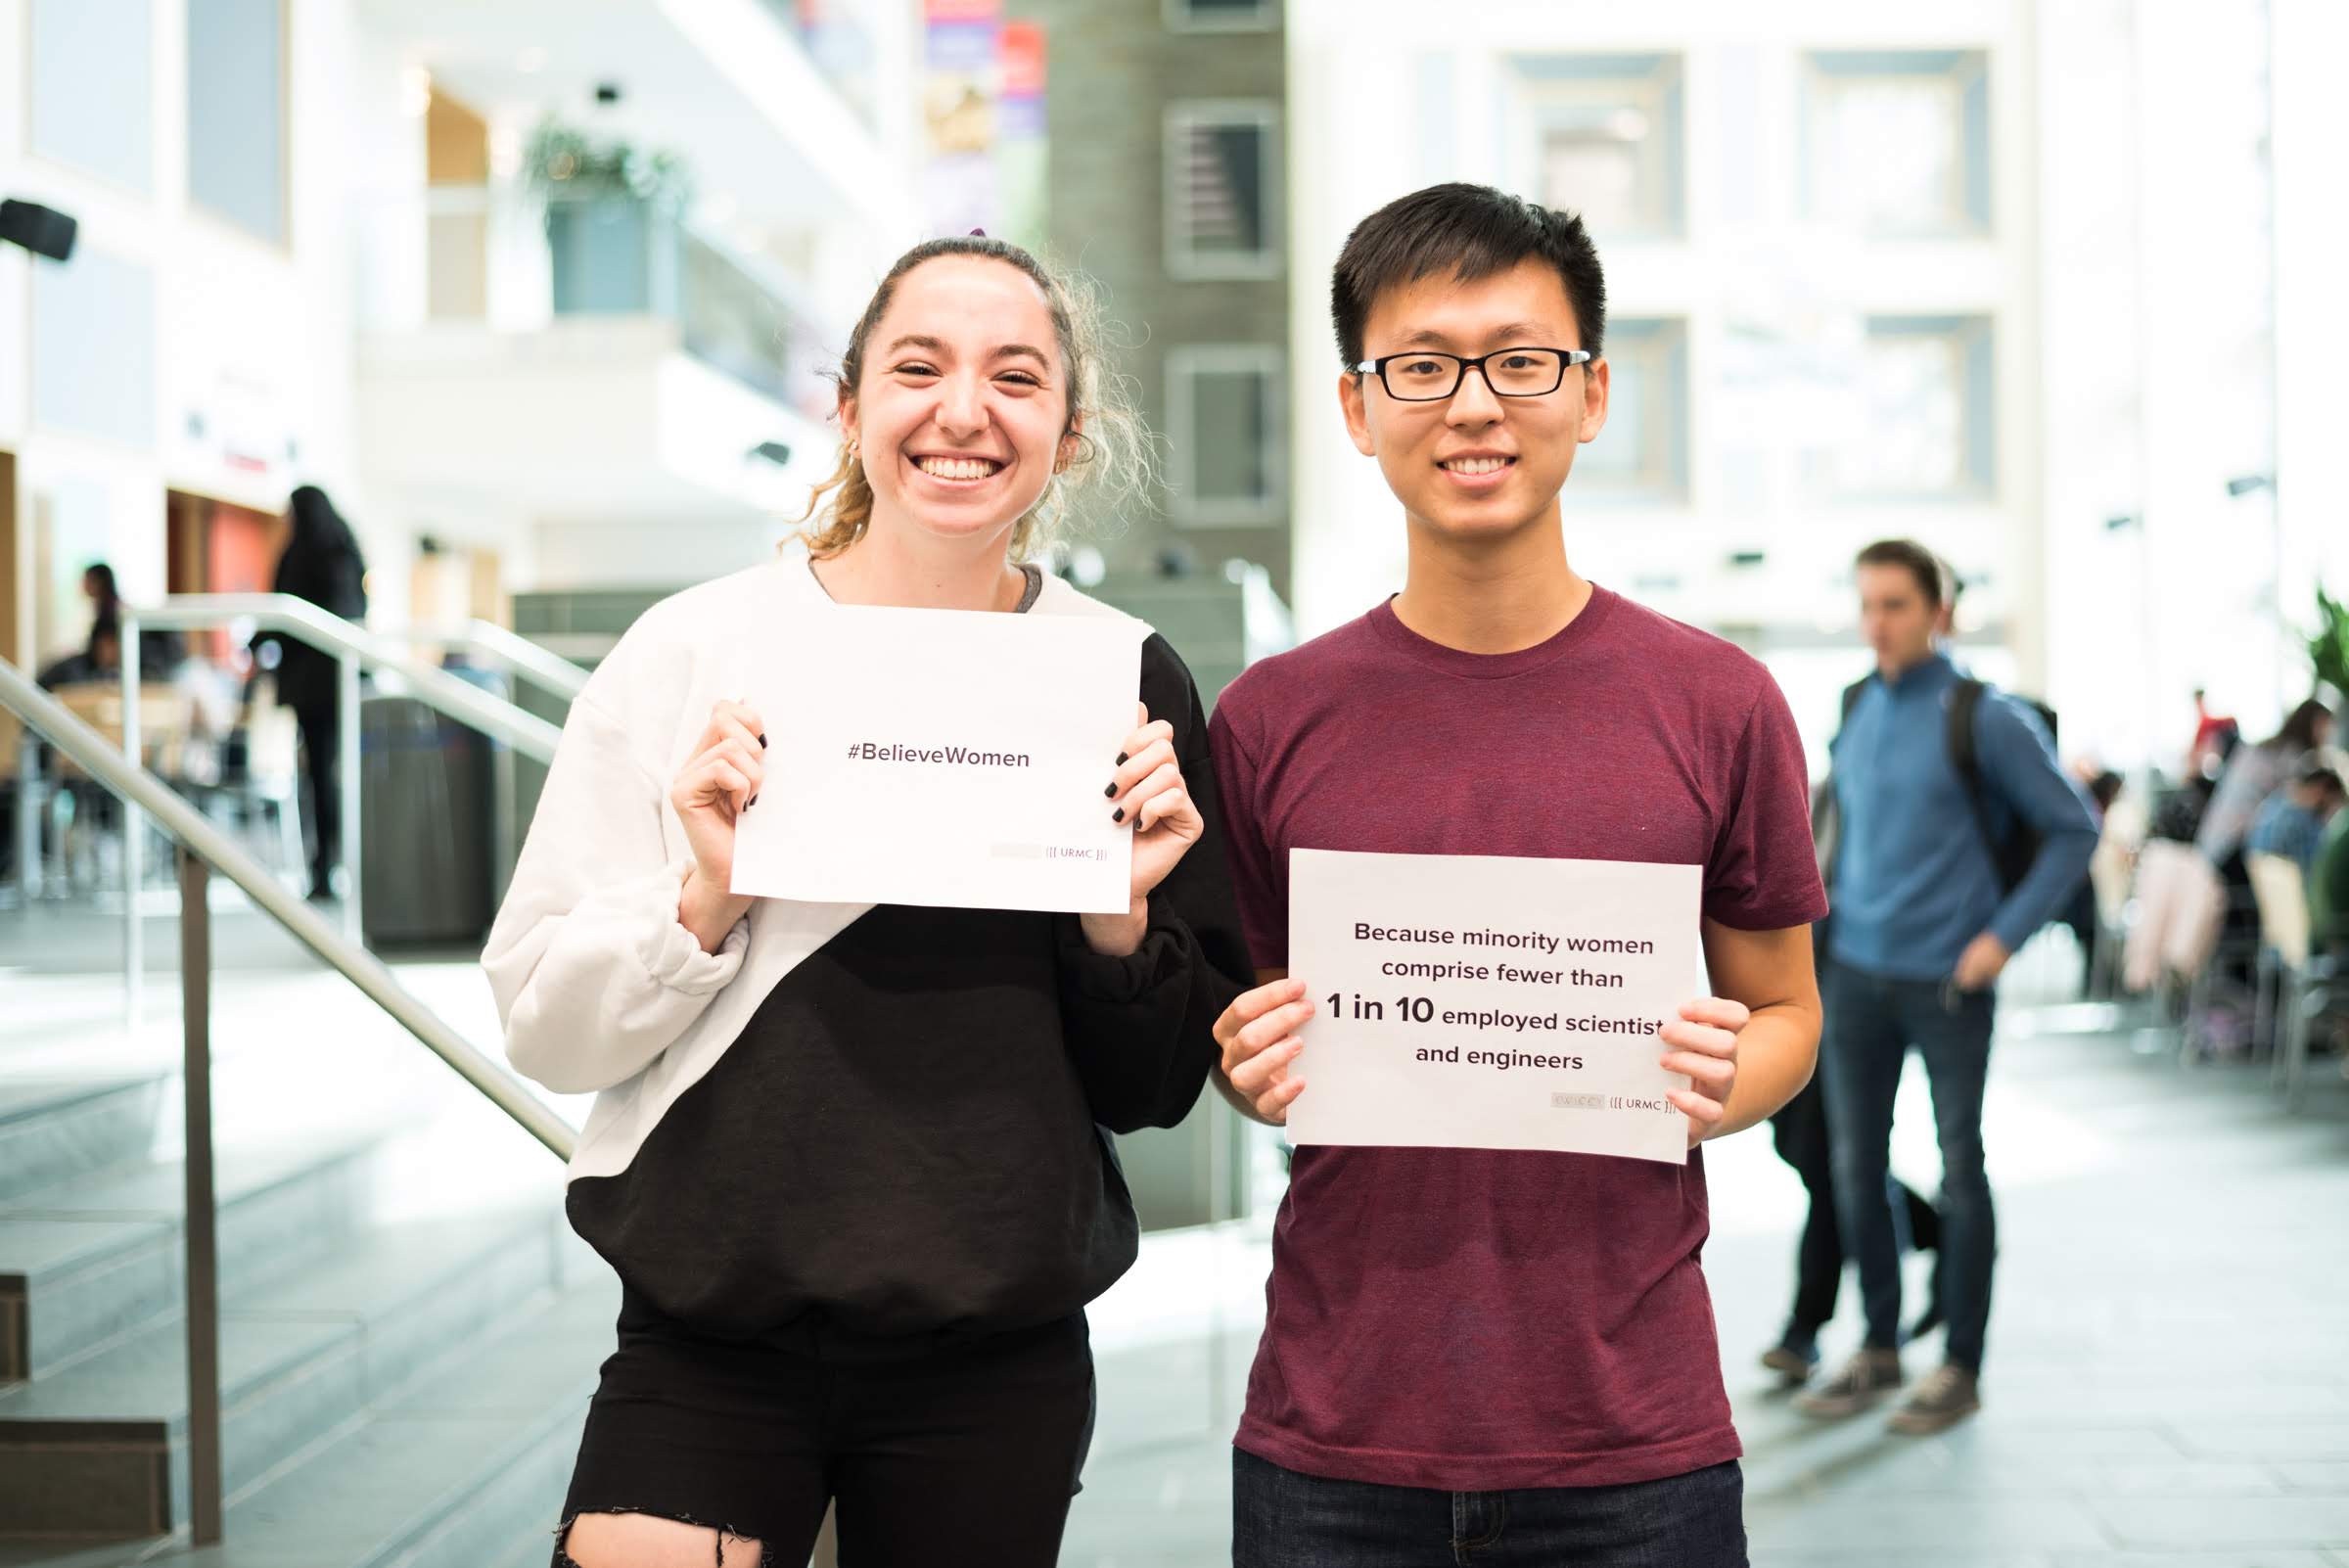 #BelieveWomen
((( URMC )))
Because minority women
comprise fewer than
1 in 10 employed scientist
and engineers
((( URMC )))